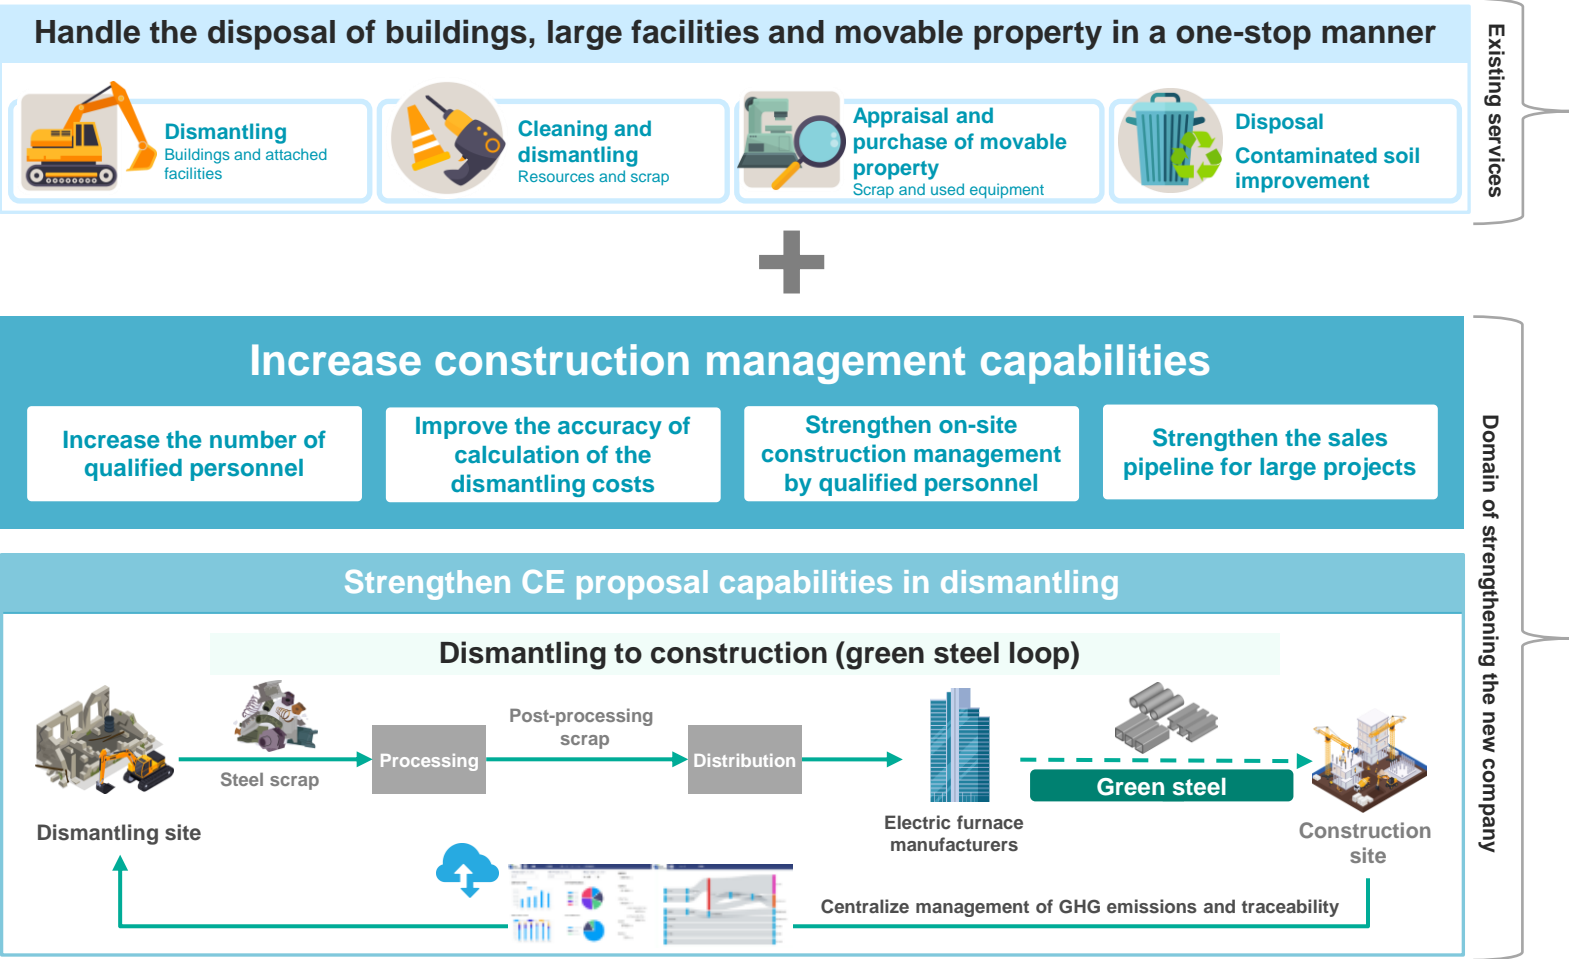 Handle the disposal of buildings, large facilities and movable property in a one-stop manner
Existing services
Dismantling
Buildings and attached
facilities
Cleaning and
dismantling
Resources and scrap
Appraisal and
purchase of movable
property
Scrap and used equipment
Disposal
Contaminated soil
improvement
Increase construction management capabilities
Increase the number of
qualified personnel
Improve the accuracy of
calculation of the
dismantling costs
Strengthen on-site
construction management
by qualified personnel
Strengthen the sales
pipeline for large projects
Domain of strengthening the new company
Strengthen CE proposal capabilities in dismantling
Dismantling to construction (green steel loop)
Dismantling site
Steel scrap
Processing
Post-processing
scrap
Distribution
Electric furnace
manufacturers
Green steel
Construction
site
Centralize management of GHG emissions and traceability